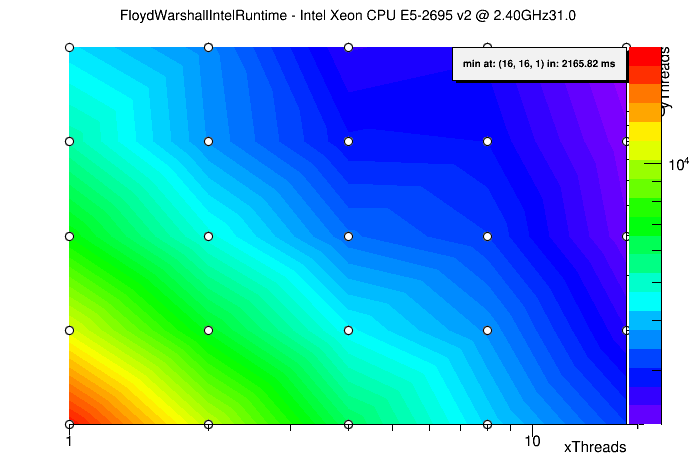 FloydWarshallIntelRuntime - Intel Xeon CPU E5-2695 v2 @ 2.40GHz31.0
min at: (16, 16, 1) in: 2165.82 ms
yThreads
10⁴
1
10
xThreads